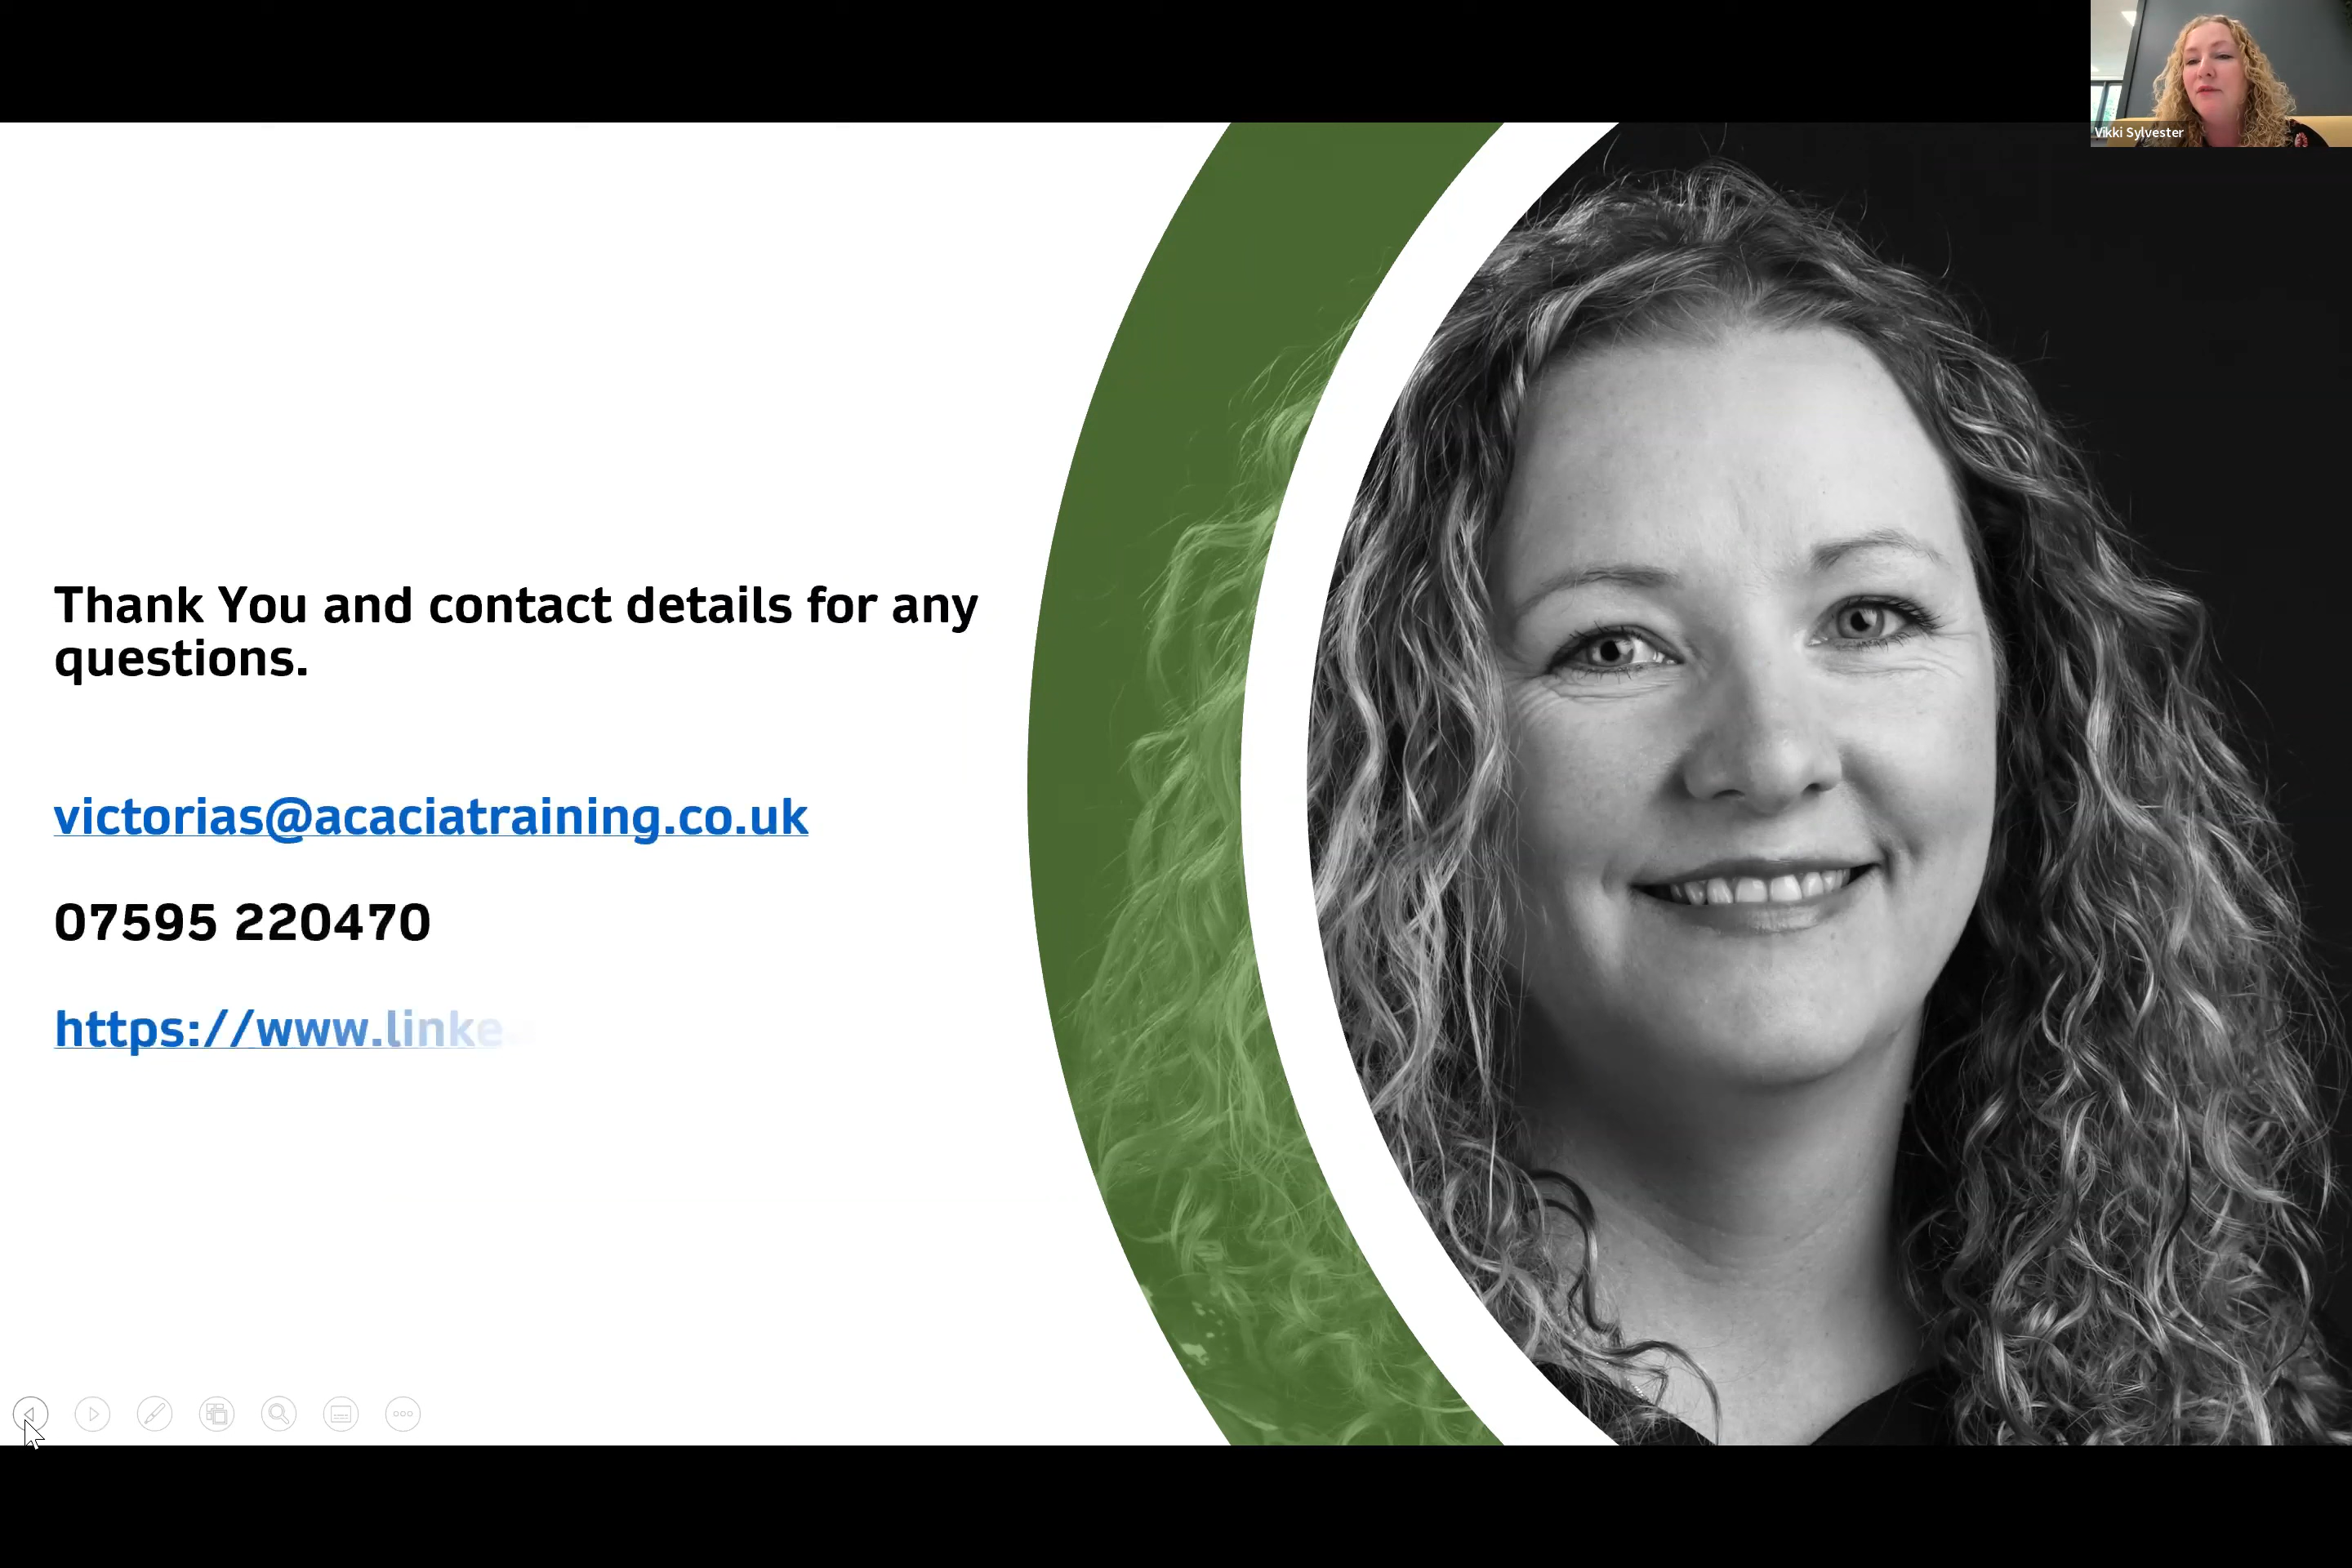 Vikki Sylvester
Thank You and contact details for any
questions.
victorias@acaciatraining.co.uk
07595 220470
https://www.linke